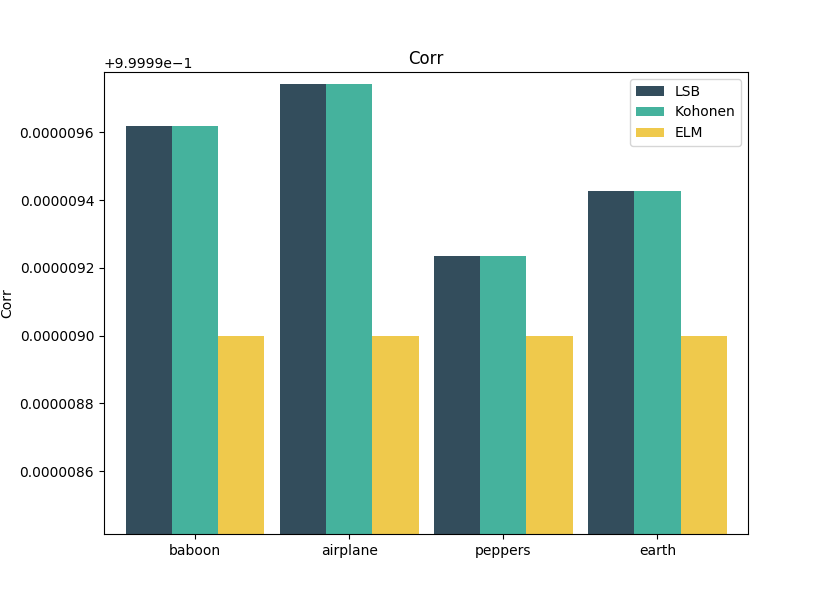 Corr
+9.9999e−1
LSB
Kohonen
ELM
0.0000096
0.0000094
0.0000092
0.0000090
0.0000088
0.0000086
Corr
baboon
airplane
peppers
earth